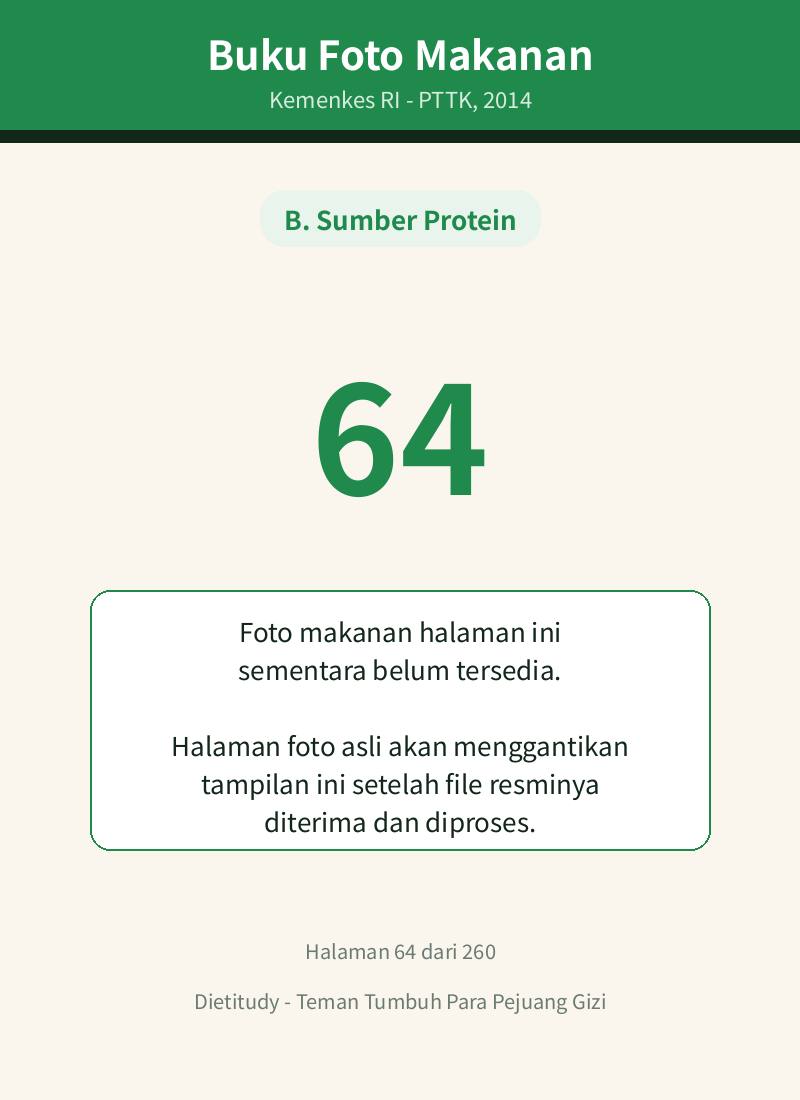 Buku Foto Makanan
Kemenkes RI - PTTK, 2014
B. Sumber Protein
64
Foto makanan halaman ini
sementara belum tersedia.
Halaman foto asli akan menggantikan
tampilan ini setelah file resminya
diterima dan diproses.
Halaman 64 dari 260
Dietitudy - Teman Tumbuh Para Pejuang Gizi